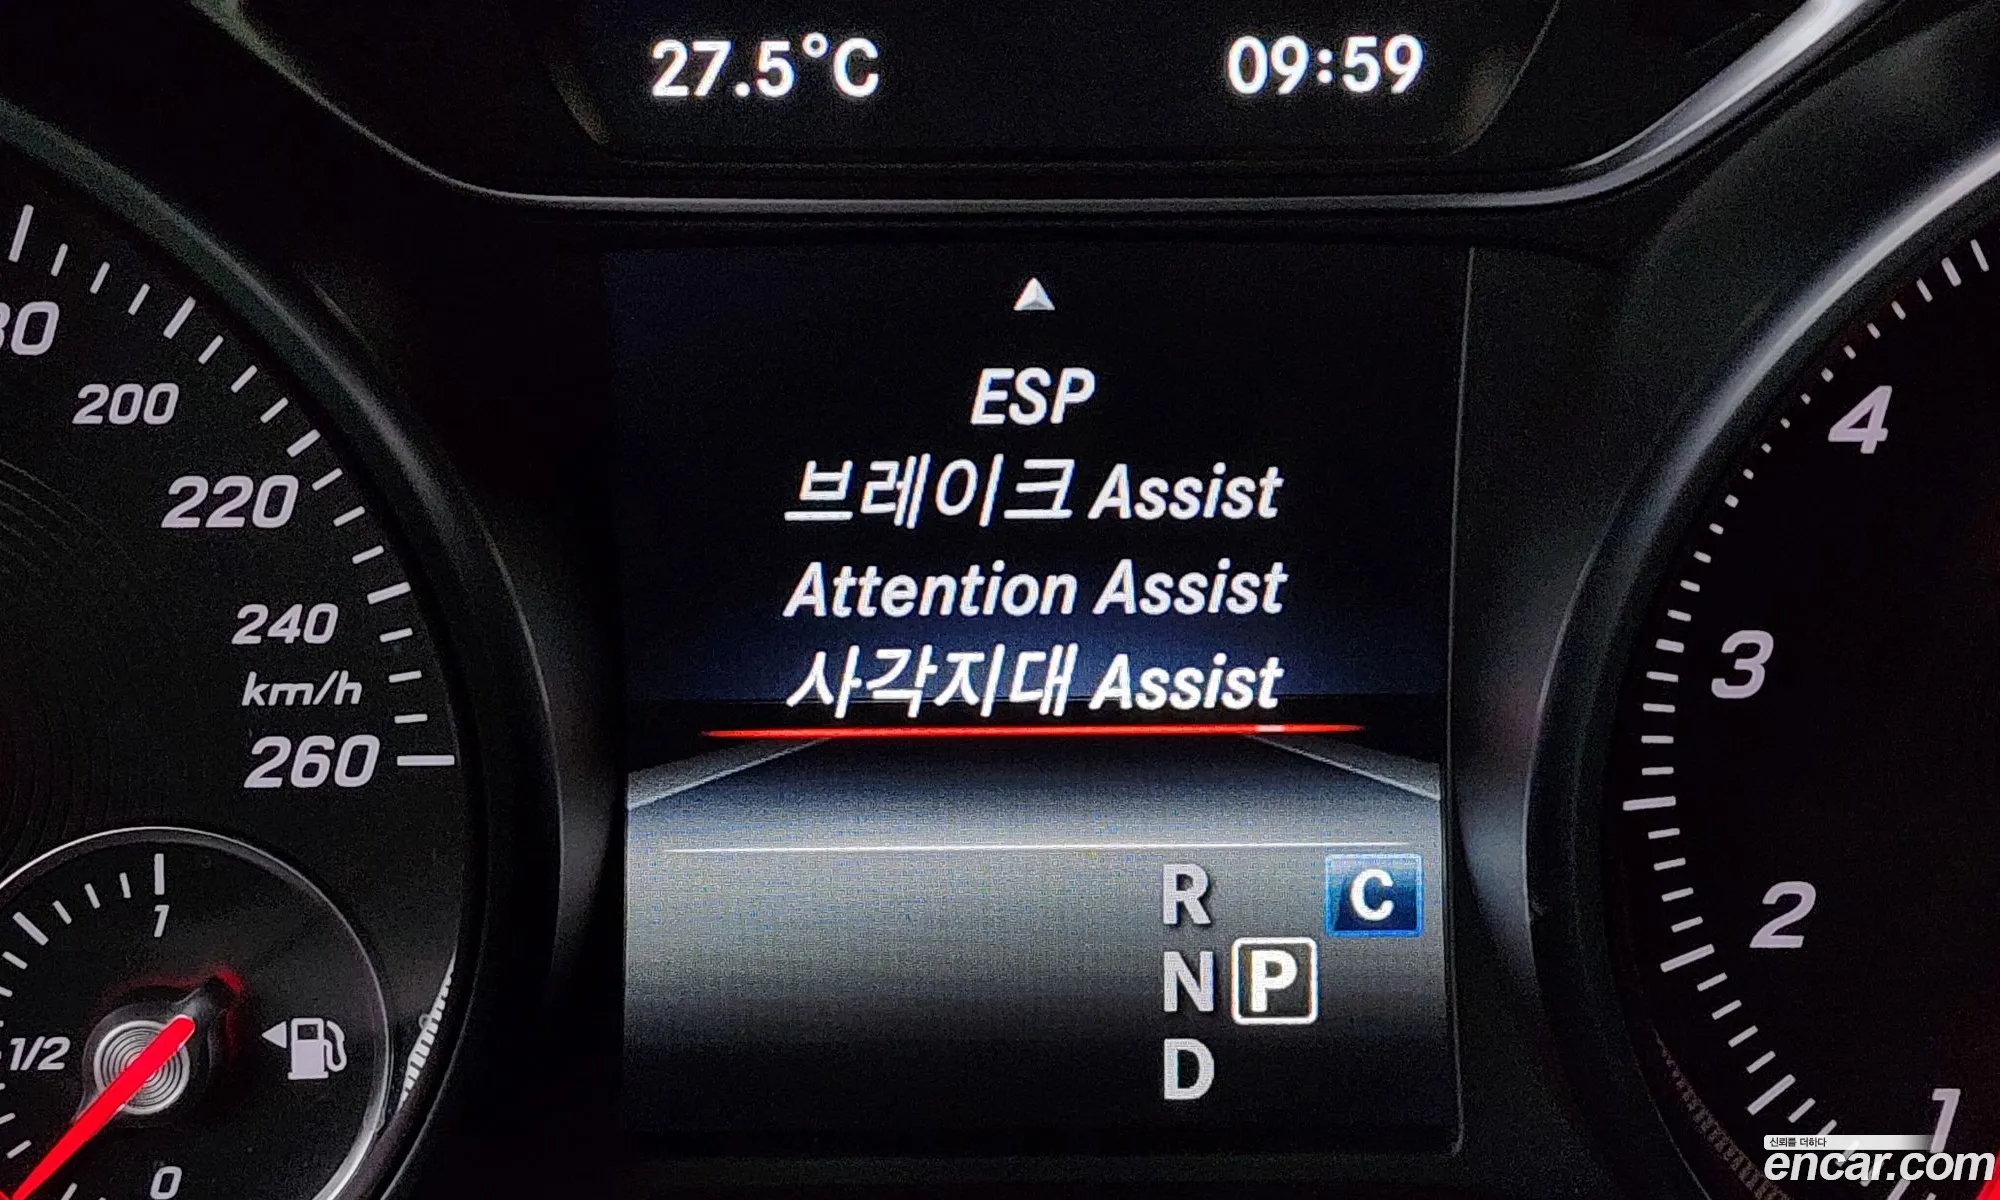 27.5°C 09:59
ESP
브레이크 Assist
Attention Assist
사각지대 Assist
R C
N P
D
200
220
240
km/h
260
1
1/2
0
4
3
2
1
신뢰를 더하다
encar.com